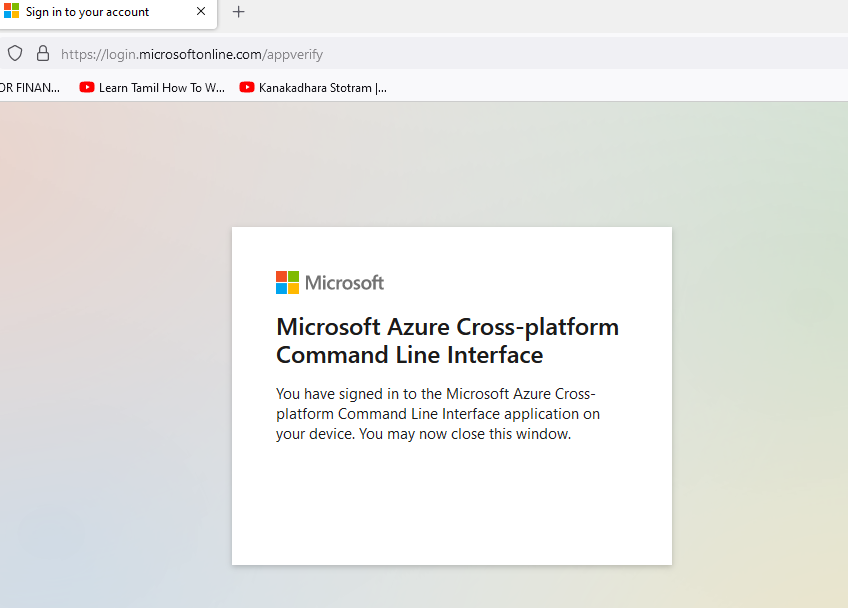 Sign in to your account
https://login.microsoftonline.com/appverify
OR FINAN...
Learn Tamil How To W...
Kanakadhara Stotram |...
Microsoft
Microsoft Azure Cross-platform
Command Line Interface
You have signed in to the Microsoft Azure Cross-
platform Command Line Interface application on
your device. You may now close this window.